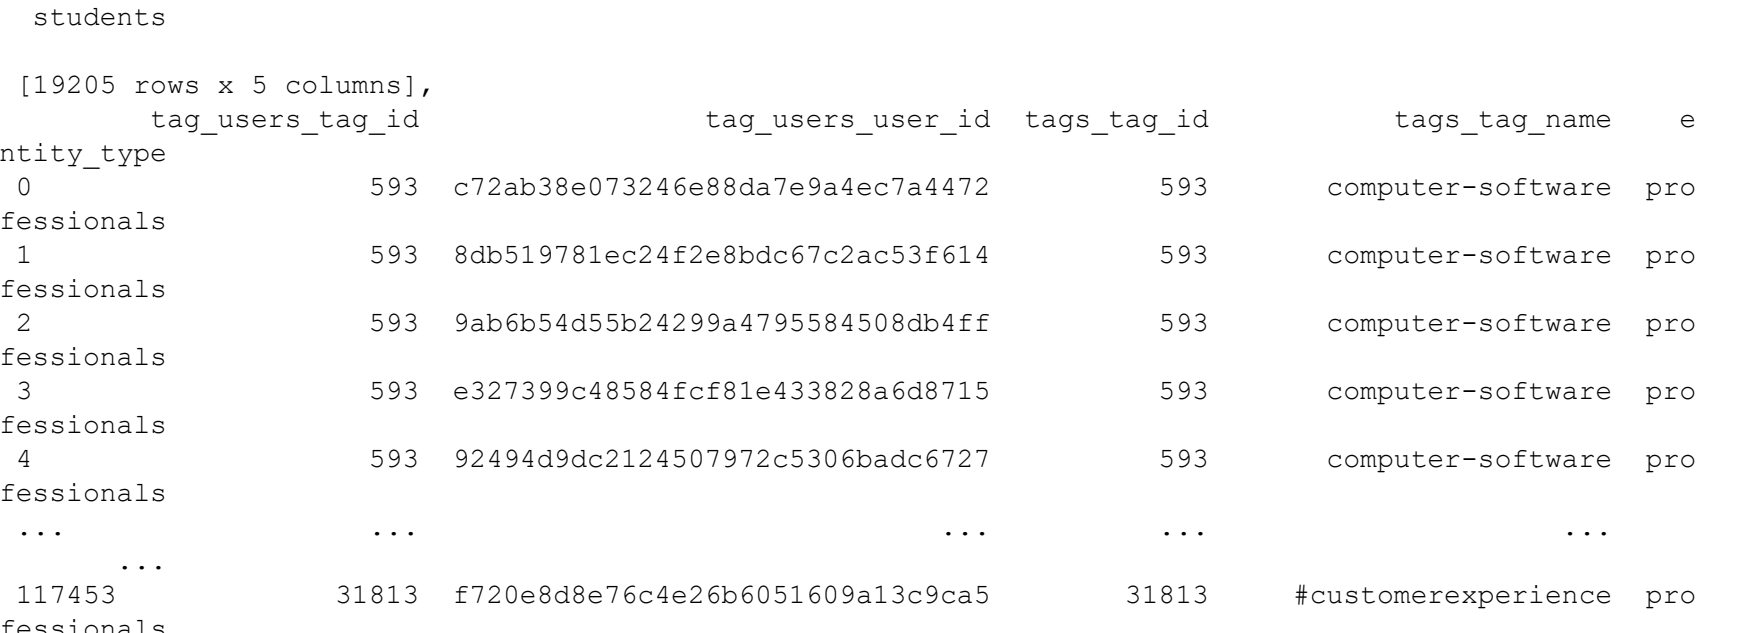 students
[19205 rows x 5 columns],
tag_users_tag_id tag_users_user_id tags_tag_id tags_tag_name e
ntity_type
0 593 c72ab38e073246e88da7e9a4ec7a4472 593 computer-software pro
fessionals
1 593 8db519781ec24f2e8bdc67c2ac53f614 593 computer-software pro
fessionals
2 593 9ab6b54d55b24299a4795584508db4ff 593 computer-software pro
fessionals
3 593 e327399c48584fcf81e433828a6d8715 593 computer-software pro
fessionals
4 593 92494d9dc2124507972c5306badc6727 593 computer-software pro
fessionals
... ... ... ... ...
...
117453 31813 f720e8d8e76c4e26b6051609a13c9ca5 31813 #customerexperience pro
fessionals